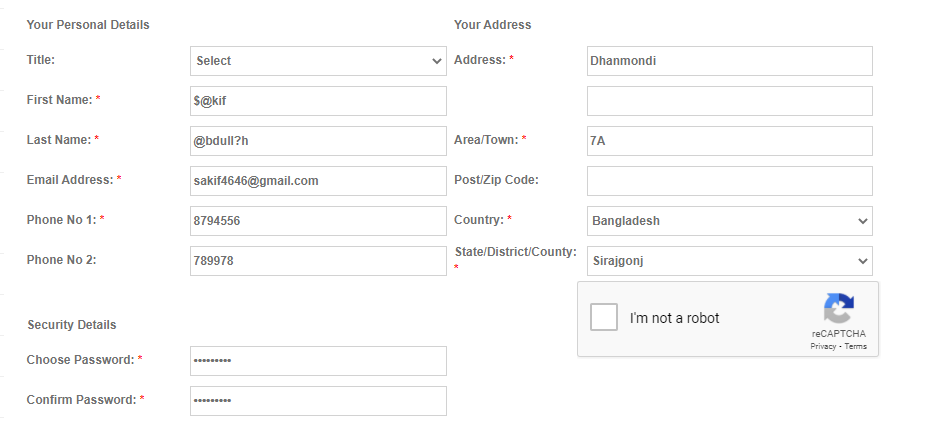 Your Personal Details
Your Address
Title:
Select
Address: *
Dhanmondi
First Name: *
$@kif
Last Name: *
@bdull?h
Area/Town: *
7A
Email Address: *
sakif4646@gmail.com
Post/Zip Code:
Phone No 1: *
8794556
Country: *
Bangladesh
Phone No 2:
789978
State/District/County:
*
Sirajgonj
I'm not a robot
reCAPTCHA
Privacy - Terms
Security Details
Choose Password: *
•••••••••
Confirm Password: *
•••••••••